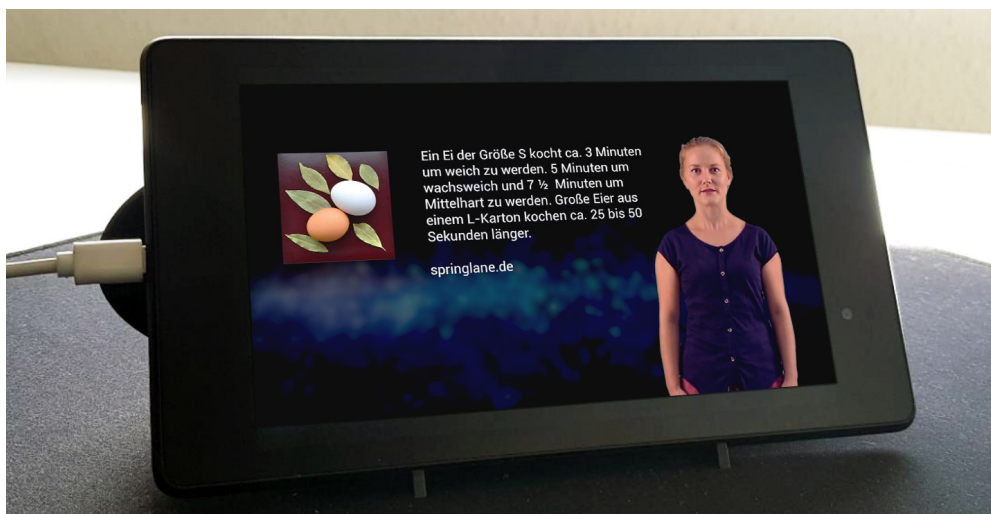 Ein Ei der Größe S kocht ca. 3 Minuten
um weich zu werden. 5 Minuten um
wachsweich und 7 ½ Minuten um
Mittelhart zu werden. Große Eier aus
einem L-Karton kochen ca. 25 bis 50
Sekunden länger.
springlane.de